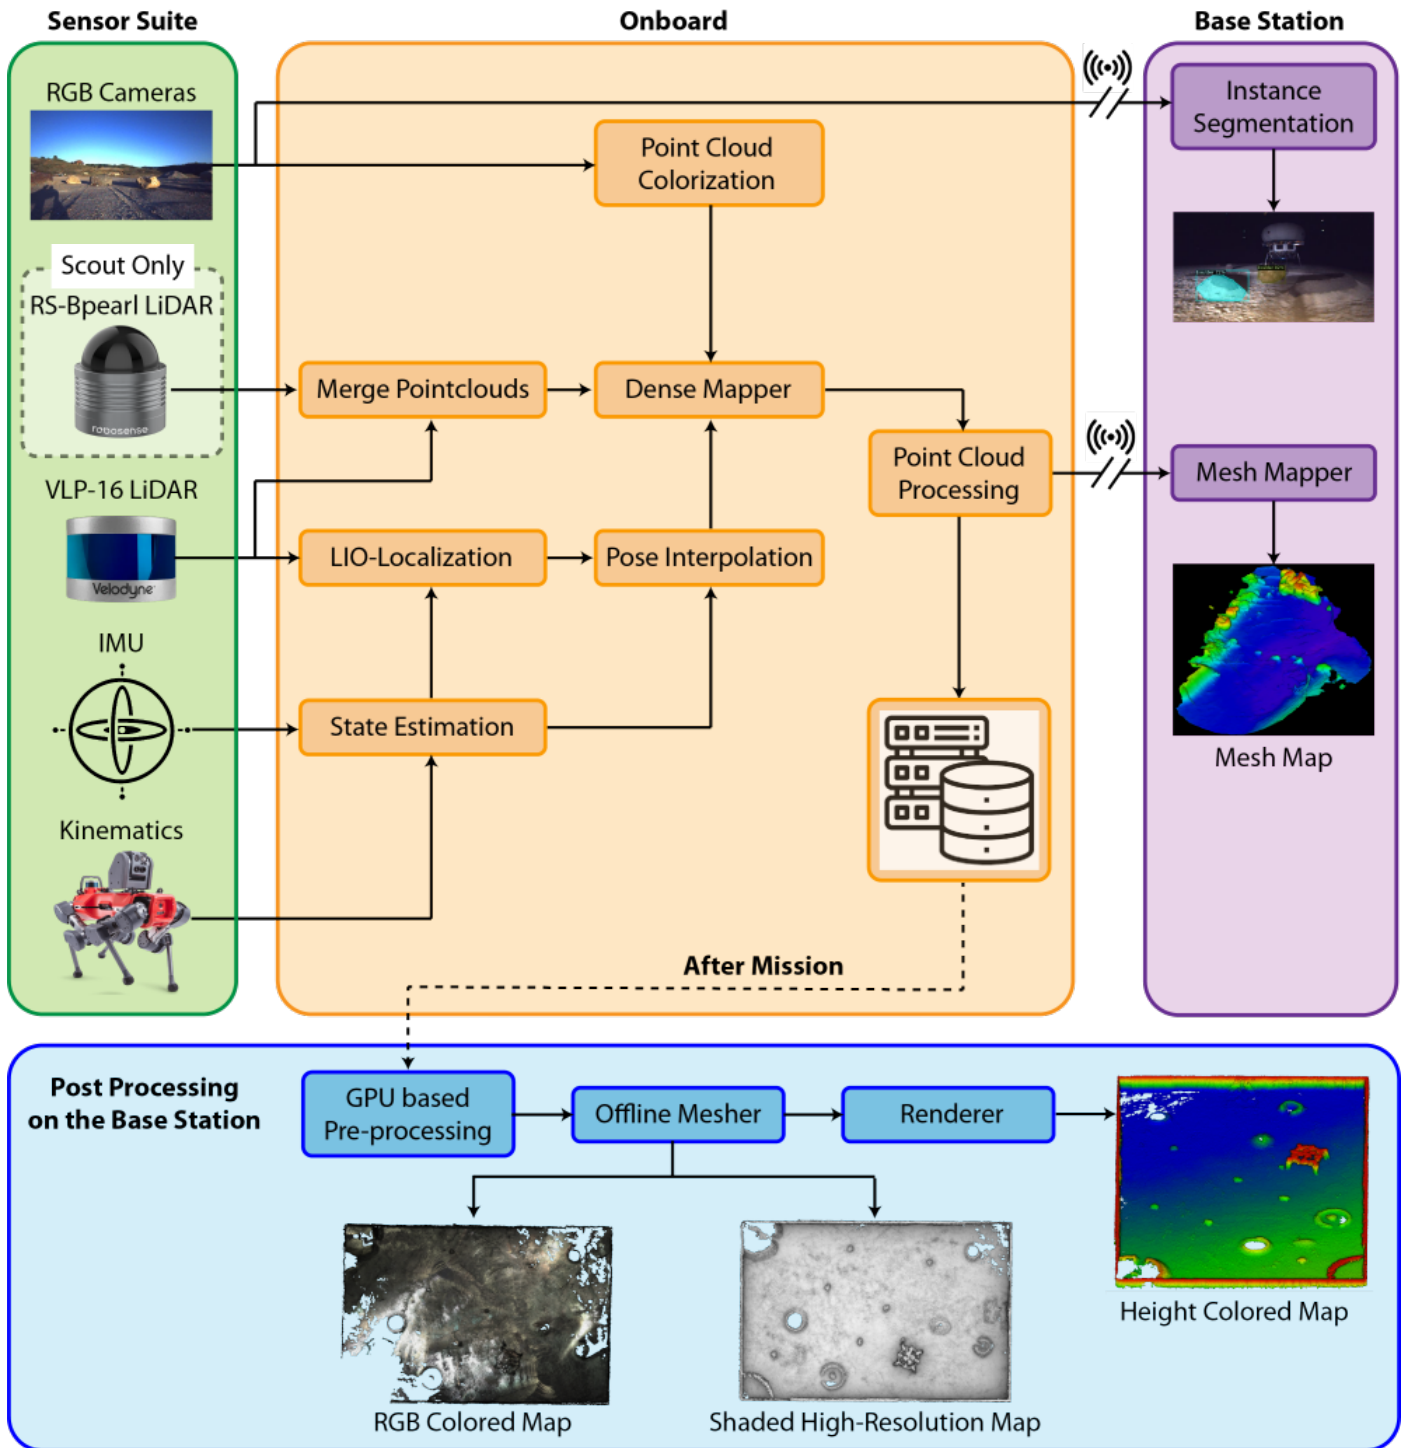 Sensor Suite
Onboard
Base Station
RGB Cameras
Point Cloud
Colorization
Instance
Segmentation
Scout Only
RS-Bpearl LiDAR
robosense
Merge Pointclouds
Dense Mapper
Point Cloud
Processing
Mesh Mapper
VLP-16 LiDAR
Velodyne
LIO-Localization
Pose Interpolation
IMU
State Estimation
Mesh Map
Kinematics
After Mission
Post Processing
on the Base Station
GPU based
Pre-processing
Offline Mesher
Renderer
Height Colored Map
RGB Colored Map
Shaded High-Resolution Map